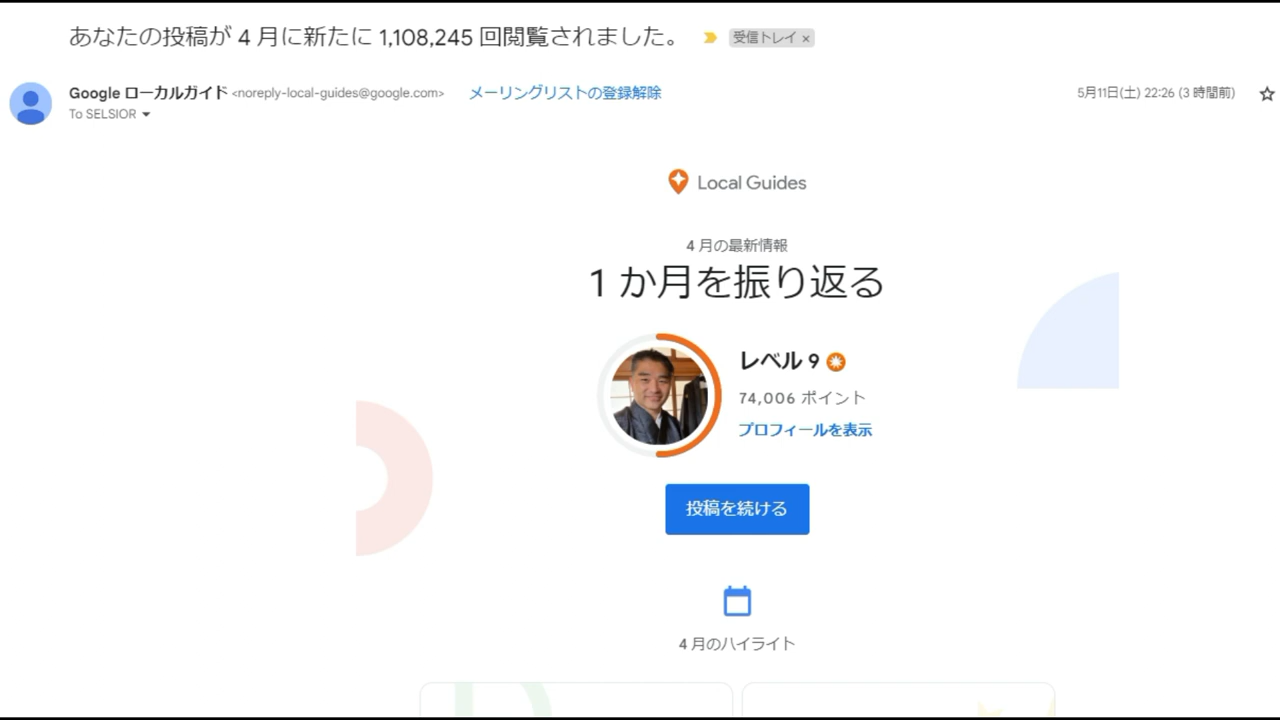 あなたの投稿が 4 月に新たに 1,108,245 回閲覧されました。 受信トレイ ×
Google ローカルガイド <noreply-local-guides@google.com> メーリングリストの登録解除 5月11日(土) 22:26 (3 時間前)
To SELSIOR
Local Guides
4 月の最新情報
1 か月を振り返る
レベル 9
74,006 ポイント
プロフィールを表示
投稿を続ける
4 月のハイライト